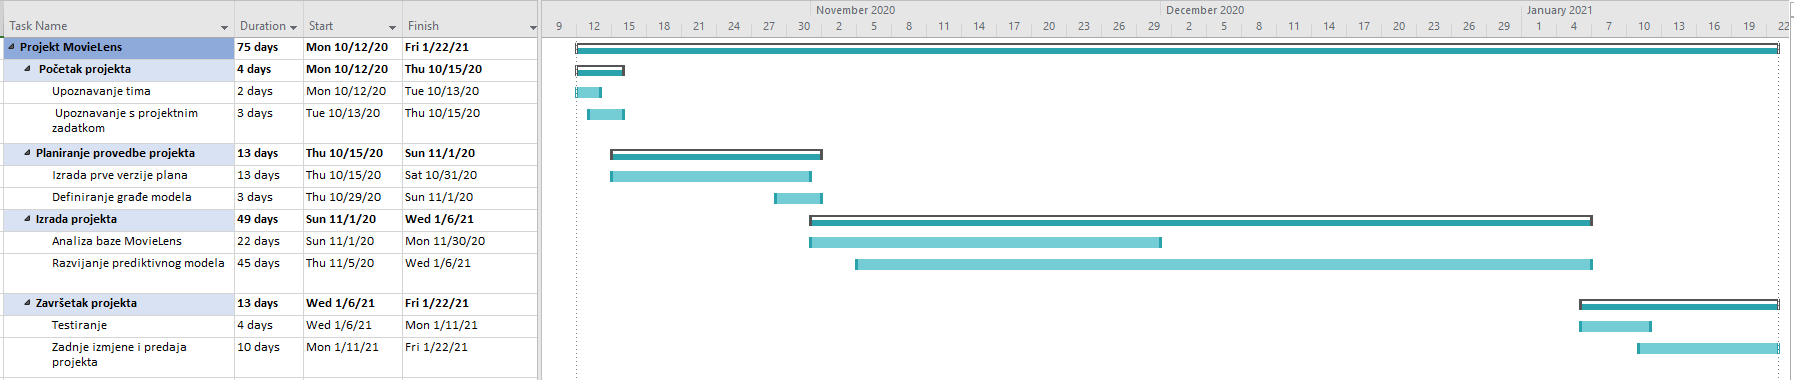 November 2020 December 2020 January 2021
Task Name Duration Start Finish 9 12 15 18 21 24 27 30 2 5 8 11 14 17 20 23 26 29 2 5 8 11 14 17 20 23 26 29 1 4 7 10 13 16 19 22
Projekt MovieLens 75 days Mon 10/12/20 Fri 1/22/21
Početak projekta 4 days Mon 10/12/20 Thu 10/15/20
Upoznavanje tima 2 days Mon 10/12/20 Tue 10/13/20
Upoznavanje s projektnim 3 days Tue 10/13/20 Thu 10/15/20
zadatkom
Planiranje provedbe projekta 13 days Thu 10/15/20 Sun 11/1/20
Izrada prve verzije plana 13 days Thu 10/15/20 Sat 10/31/20
Definiranje građe modela 3 days Thu 10/29/20 Sun 11/1/20
Izrada projekta 49 days Sun 11/1/20 Wed 1/6/21
Analiza baze MovieLens 22 days Sun 11/1/20 Mon 11/30/20
Razvijanje prediktivnog modela 45 days Thu 11/5/20 Wed 1/6/21
Završetak projekta 13 days Wed 1/6/21 Fri 1/22/21
Testiranje 4 days Wed 1/6/21 Mon 1/11/21
Zadnje izmjene i predaja 10 days Mon 1/11/21 Fri 1/22/21
projekta